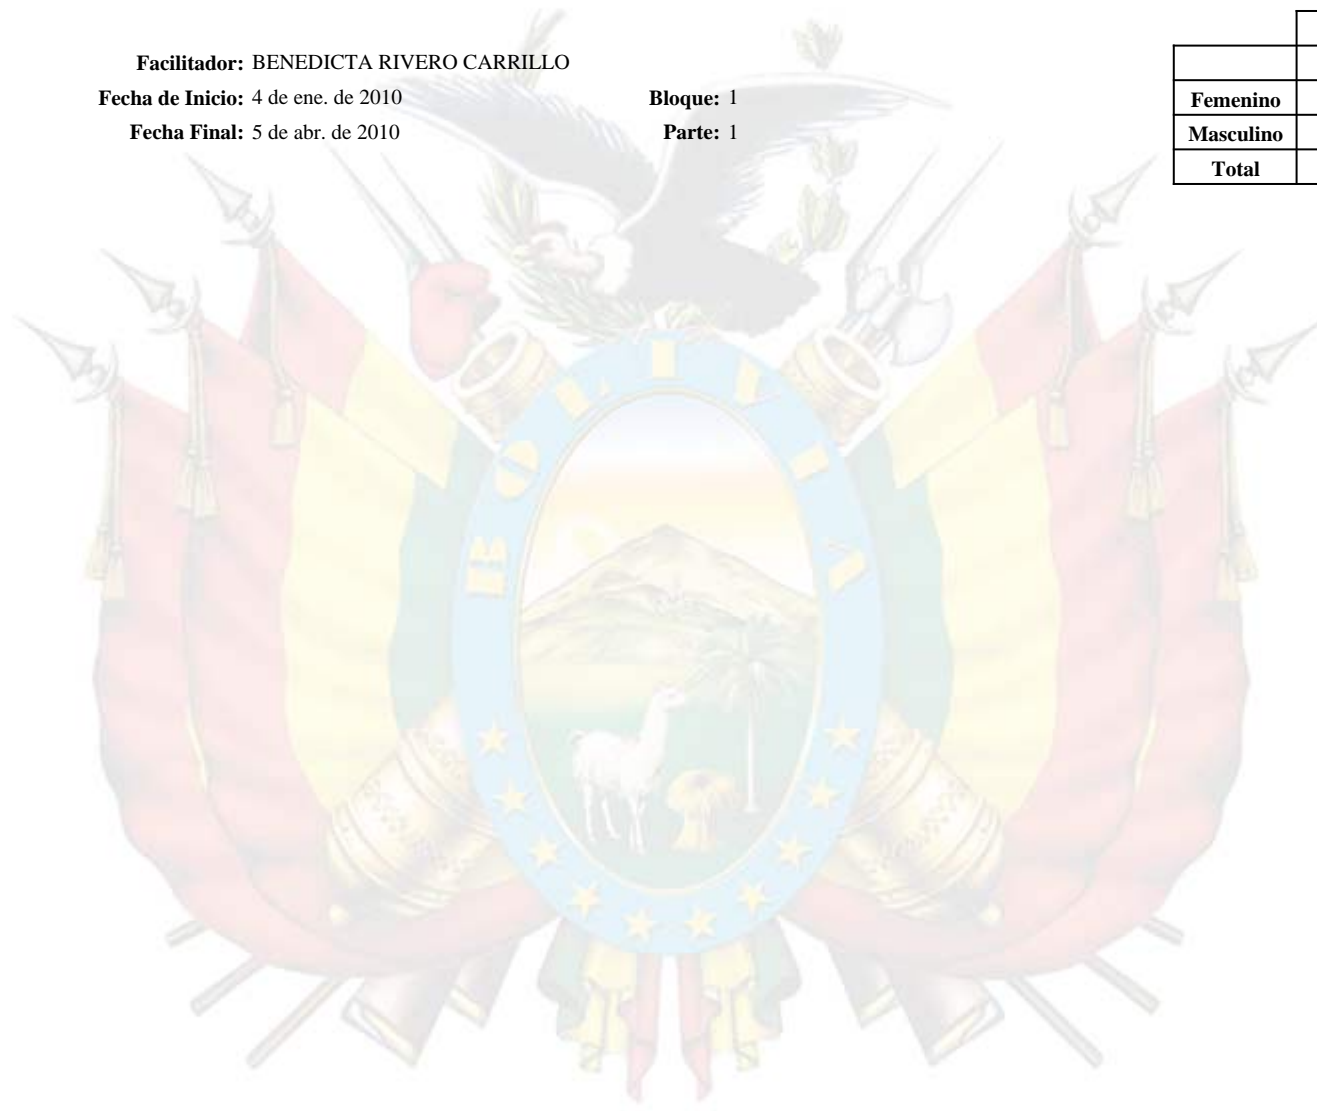 Facilitador: BENEDICTA RIVERO CARRILLO
Fecha de Inicio: 4 de ene. de 2010 Bloque: 1
Femenino
Fecha Final: 5 de abr. de 2010 Parte: 1
Masculino
Total
BOLIVIA